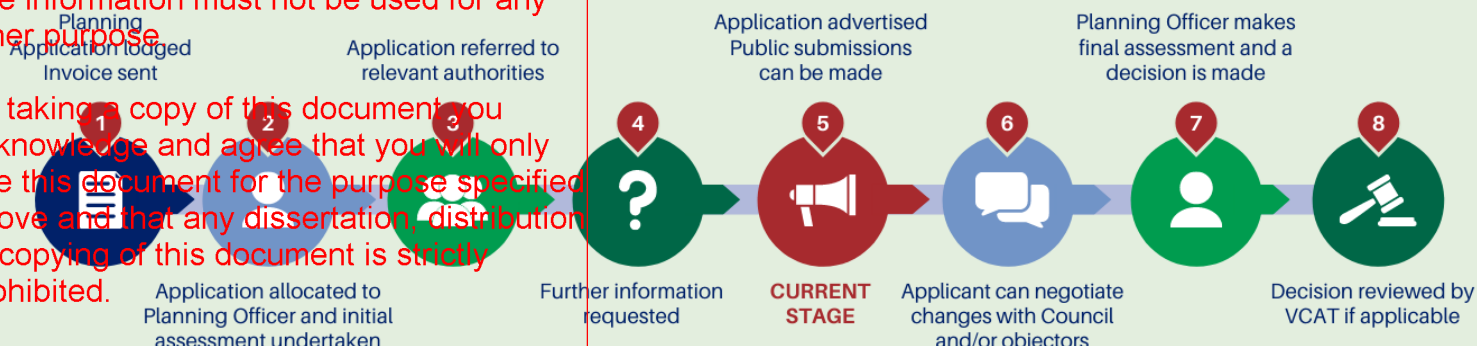 e information must not be used for any
her purpose.
taking a copy of this document you
knowledge and agree that you will only
e this document for the purpose specified
ove and that any dissertation, distribution
copying of this document is strictly
ohibited.
Planning
Application lodged
Invoice sent
1
2
Application allocated to
Planning Officer and initial
assessment undertaken
Application referred to
relevant authorities
3
4
Further information
requested
Application advertised
Public submissions
can be made
5
CURRENT
STAGE
6
Applicant can negotiate
changes with Council
and/or objectors
Planning Officer makes
final assessment and a
decision is made
7
8
Decision reviewed by
VCAT if applicable